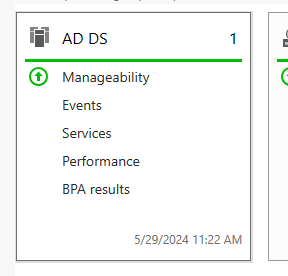 AD DS 1
Manageability
Events
Services
Performance
BPA results
5/29/2024 11:22 AM